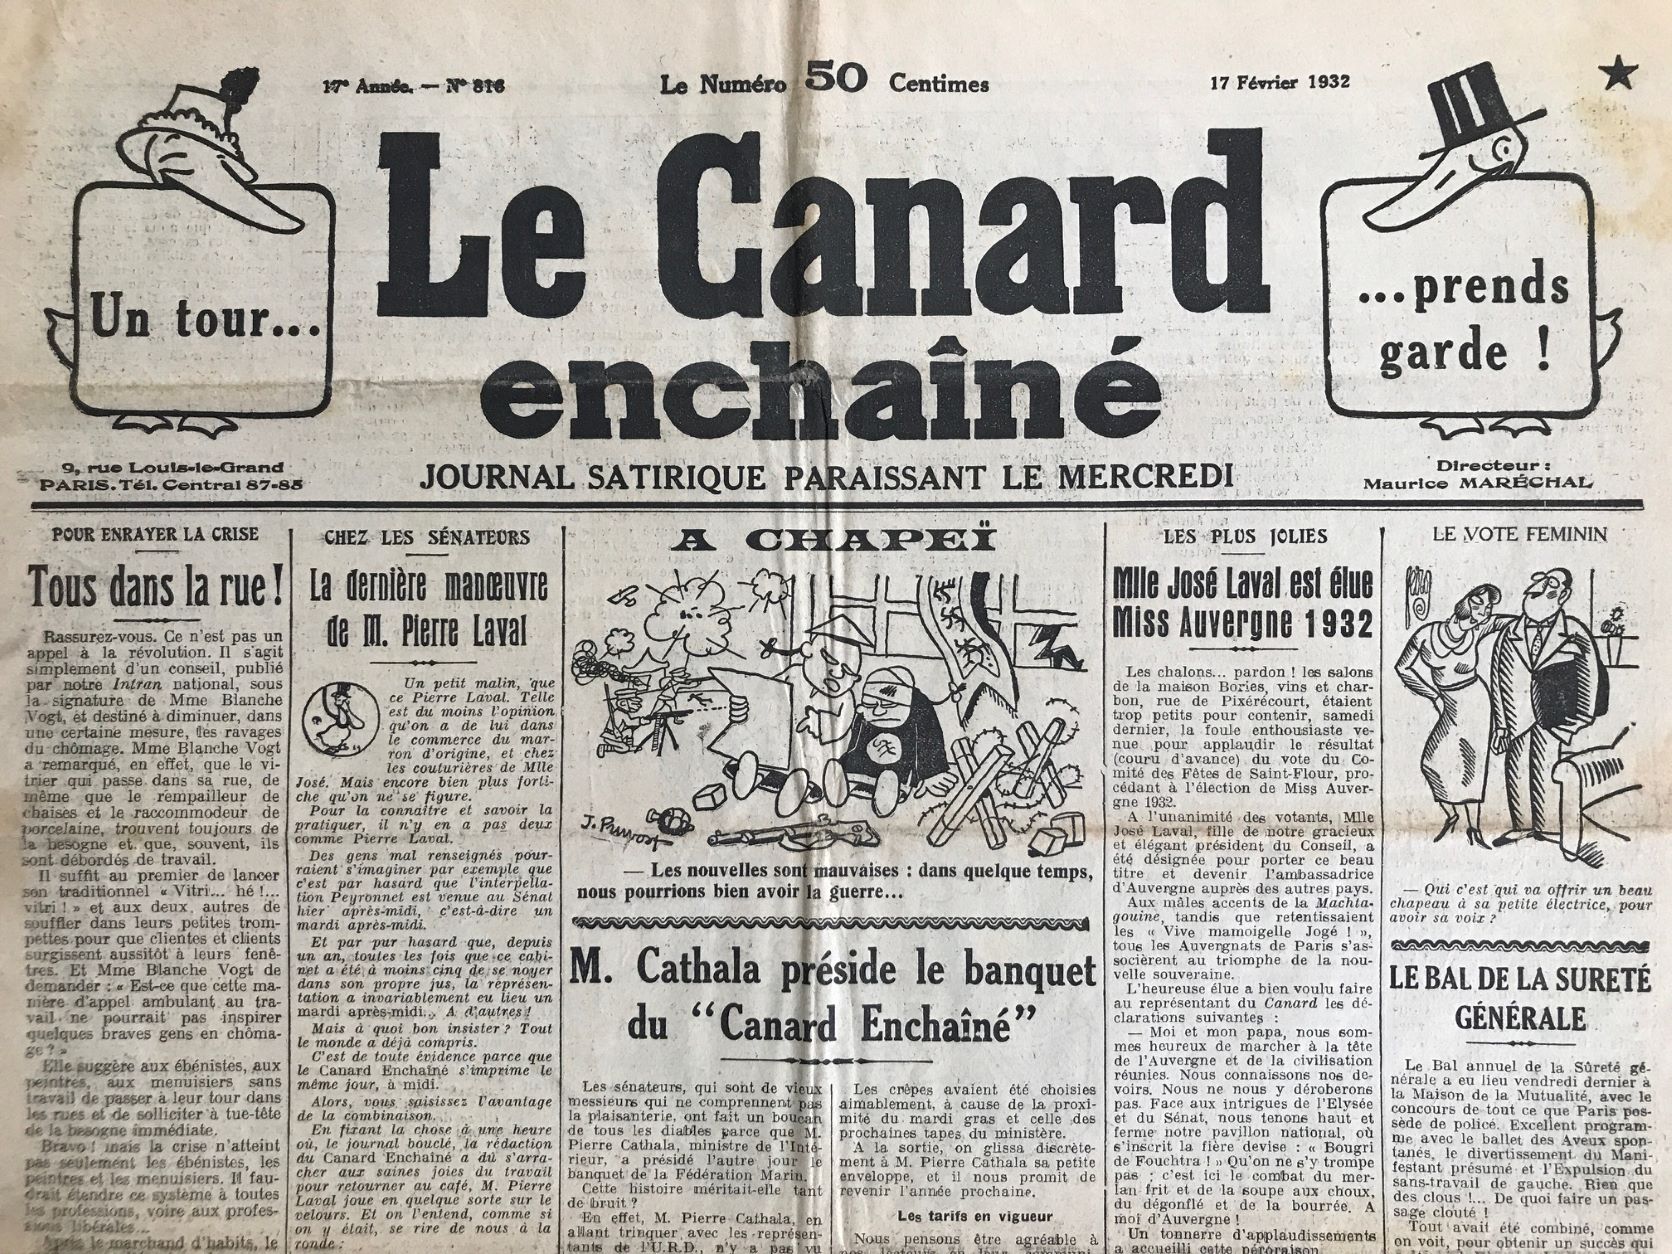 17e Année. — N° 816
Le Numéro 50 Centimes
17 Février 1932
Un tour...
Le Canard
enchaîné
...prends
garde !
9, rue Louis-le-Grand
PARIS. Tél. Central 87-85
JOURNAL SATIRIQUE PARAISSANT LE MERCREDI
Directeur :
Maurice MARÉCHAL
POUR ENRAYER LA CRISE
Tous dans la rue !
Rassurez-vous. Ce n'est pas un
appel à la révolution. Il s'agit
simplement d'un conseil, publié
par notre Intran national, sous
la signature de Mme Blanche
Vogt, et destiné à diminuer, dans
une certaine mesure, les ravages
du chômage. Mme Blanche Vogt
a remarqué, en effet, que le vi-
trier qui passe dans sa rue, de
même que le rempailleur de
chaises et le raccommodeur de
porcelaine, trouvent toujours de
la besogne et que, souvent, ils
sont débordés de travail.
Il suffit au premier de lancer
son traditionnel « Vitri... hé !...
vitri ! » et aux deux autres de
souffler dans leurs petites trom-
pettes pour que clientes et clients
surgissent aussitôt à leurs fenê-
tres. Et Mme Blanche Vogt de
demander : « Est-ce que cette ma-
nière d'appel ambulant au tra-
vail ne pourrait pas inspirer
quelques braves gens en chôma-
ge ? »
Elle suggère aux ébénistes, aux
peintres, aux menuisiers sans
travail de passer à leur tour dans
les rues et de solliciter à tue-tête
de la besogne immédiate.
Bravo ! mais la crise n'atteint
pas seulement les ébénistes, les
peintres et les menuisiers. Il fau-
drait étendre ce système à toutes
les professions, voire aux profes-
sions libérales...
Après le marchand d'habits, le
CHEZ LES SÉNATEURS
La dernière manœuvre
de M. Pierre Laval
Un petit malin, que
ce Pierre Laval. Telle
est du moins l'opinion
qu'on a de lui dans
le commerce du mar-
ron d'origine, et chez
les couturières de Mlle
José. Mais encore bien plus forti-
che qu'on ne se figure.
Pour la connaître et savoir la
pratiquer, il n'y en a pas deux
comme Pierre Laval.
Des gens mal renseignés pour-
raient s'imaginer par exemple que
c'est par hasard que l'interpella-
tion Peyronnet est venue au Sénat
hier après-midi, c'est-à-dire un
mardi après-midi.
Et par pur hasard que, depuis
un an, toutes les fois que ce cabi-
net a été à moins cinq de se noyer
dans son propre jus, la représen-
tation a invariablement eu lieu un
mardi après-midi. A d'autres !
Mais à quoi bon insister ? Tout
le monde a déjà compris.
C'est de toute évidence parce que
le Canard Enchaîné s'imprime le
même jour, à midi.
Alors, vous saisissez l'avantage
de la combinaison.
En fixant la chose à une heure
où, le journal bouclé, la rédaction
du Canard Enchaîné a dû s'arra-
cher aux saines joies du travail
pour retourner au café, M. Pierre
Laval joue en quelque sorte sur le
velours. Et on l'entend, comme si
on y était, se rire de nous à la
ronde :
A CHAPEÏ
J. Pruvost
— Les nouvelles sont mauvaises : dans quelque temps,
nous pourrions bien avoir la guerre...
M. Cathala préside le banquet
du “Canard Enchaîné”
Les sénateurs, qui sont de vieux
messieurs qui ne comprennent pas
la plaisanterie, ont fait un boucan
de tous les diables parce que M.
Pierre Cathala, ministre de l'Inté-
rieur, a présidé l'autre jour le
banquet de la Fédération Marin.
Cette histoire méritait-elle tant
de bruit ?
En effet, M. Pierre Cathala, en
allant trinquer avec les représen-
tants de l'U.R.D., n'y a pas vu
Les crêpes avaient été choisies
aimablement, à cause de la proxi-
mité du mardi gras et celle des
prochaines tapes du ministère.
A la sortie, on glissa discrète-
ment à M. Pierre Cathala sa petite
enveloppe, et il nous promit de
revenir l'année prochaine.
Les tarifs en vigueur
Nous pensons être agréable à
LES PLUS JOLIES
Mlle José Laval est élue
Miss Auvergne 1932
Les chalons... pardon ! les salons
de la maison Bories, vins et char-
bon, rue de Pixérécourt, étaient
trop petits pour contenir, samedi
dernier, la foule enthousiaste ve-
nue pour applaudir le résultat
(couru d'avance) du vote du Co-
mité des Fêtes de Saint-Flour, pro-
cédant à l'élection de Miss Auver-
gne 1932.
A l'unanimité des votants, Mlle
José Laval, fille de notre gracieux
et élégant président du Conseil, a
été désignée pour porter ce beau
titre et devenir l'ambassadrice
d'Auvergne auprès des autres pays.
Aux mâles accents de la Machta-
gouine, tandis que retentissaient
les « Vive mamoigelle Jogé ! »,
tous les Auvergnats de Paris s'as-
socièrent au triomphe de la nou-
velle souveraine.
L'heureuse élue a bien voulu faire
au représentant du Canard les dé-
clarations suivantes :
— Moi et mon papa, nous som-
mes heureux de marcher à la tête
de l'Auvergne et de la civilisation
réunies. Nous connaissons nos de-
voirs. Nous ne nous y déroberons
pas. Face aux intrigues de l'Elysée
et du Sénat, nous tenons haut et
ferme notre pavillon national, où
s'inscrit la fière devise : « Bougri
de Fouchtra ! » Qu'on ne s'y trompe
pas ; c'est ici le combat du mer-
lan frit et de la soupe aux choux,
du dégonflé et de la bourrée. A
moi d'Auvergne !
Un tonnerre d'applaudissements
a accueilli cette péroraison.
LE VOTE FEMININ
— Qui c'est qui va offrir un beau
chapeau à sa petite électrice, pour
avoir sa voix ?
LE BAL DE LA SURETÉ
GÉNÉRALE
Le Bal annuel de la Sûreté gé-
nérale a eu lieu vendredi dernier à
la Maison de la Mutualité, avec le
concours de tout ce que Paris pos-
sède de police. Excellent program-
me avec le ballet des Aveux spon-
tanés, le divertissement du Mani-
festant présumé et l'Expulsion du
sans-travail de gauche. Rien que
des clous !... De quoi faire un pas-
sage clouté !
Tout avait été combiné, comme
on voit, pour obtenir un succès qui